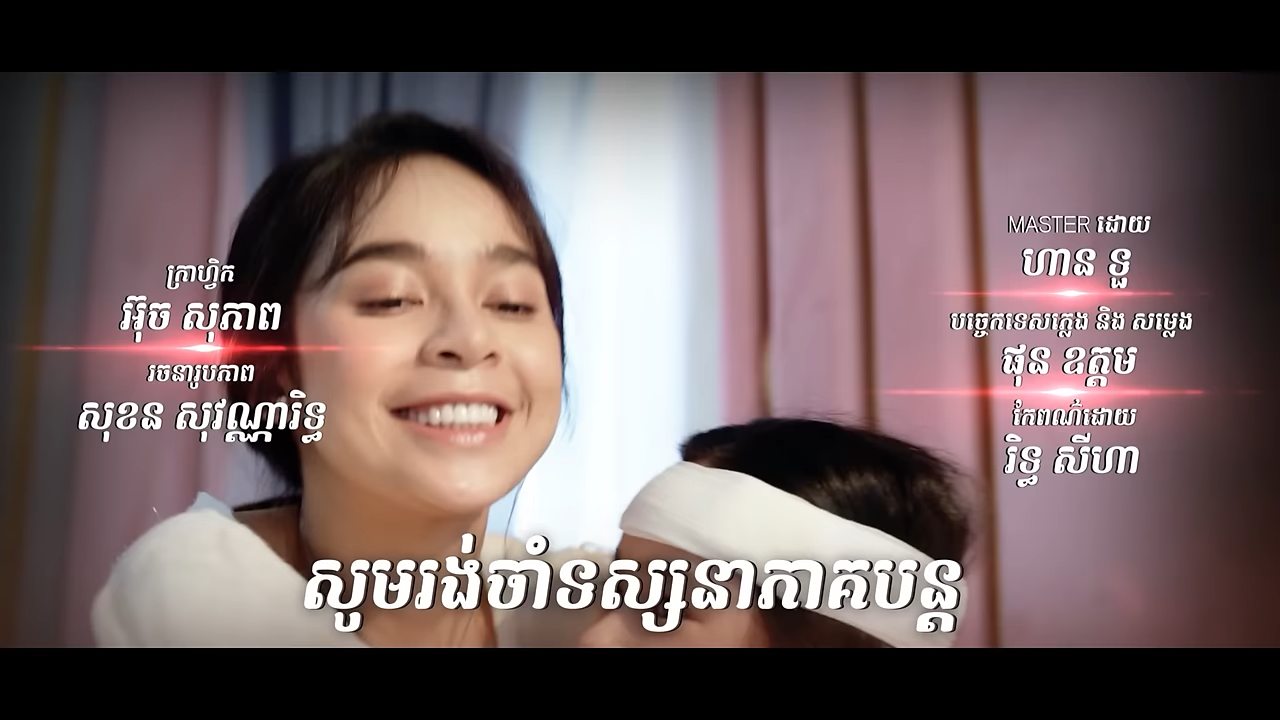 ក្រាហ្វិក
អ៊ុច សុភាព
រចនារូបភាព
សុខន សុវណ្ណារិទ្ធ
MASTER ដោយ
ហាន ទួ
បច្ចេកទេសភ្លេង និង សម្លេង
ផុន ឧត្តម
កែពណ៌ដោយ
រិទ្ធ សីហា
សូមរង់ចាំទស្សនាភាគបន្ត